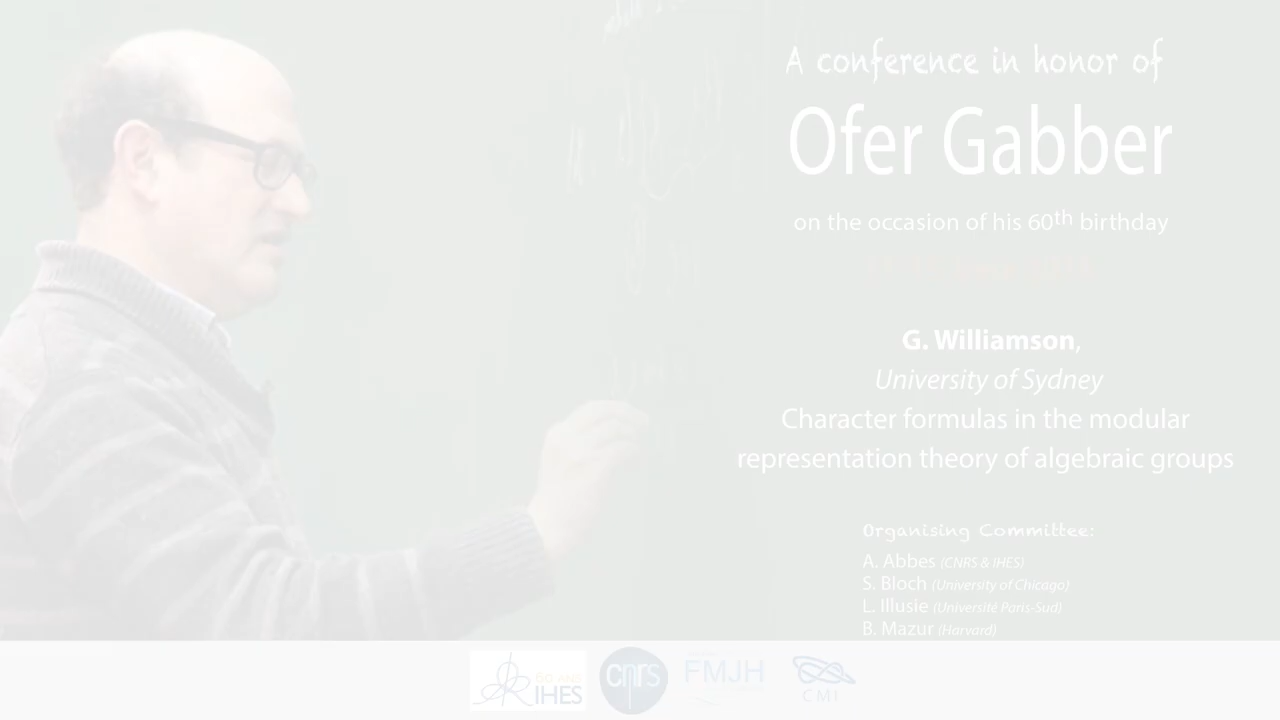 A conference in honor of
Ofer Gabber
on the occasion of his 60th birthday
G. Williamson,
University of Sydney
Character formulas in the modular
representation theory of algebraic groups
Organising Committee:
A. Abbes (CNRS & IHES)
S. Bloch (University of Chicago)
L. Illusie (Université Paris-Sud)
B. Mazur (Harvard)
IHES
cnrs
FMJH
CMI